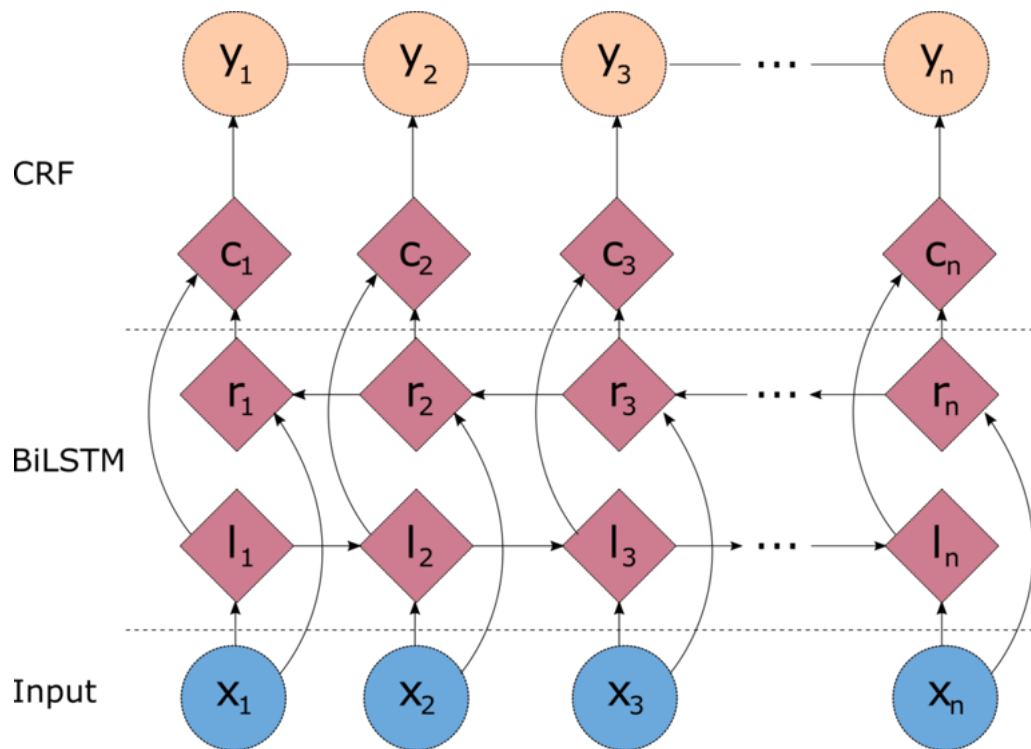 y₁ y₂ y₃ ... yₙ
CRF
c₁ c₂ c₃ cₙ
r₁ r₂ r₃ ... rₙ
BiLSTM
l₁ l₂ l₃ ... lₙ
Input x₁ x₂ x₃ xₙ